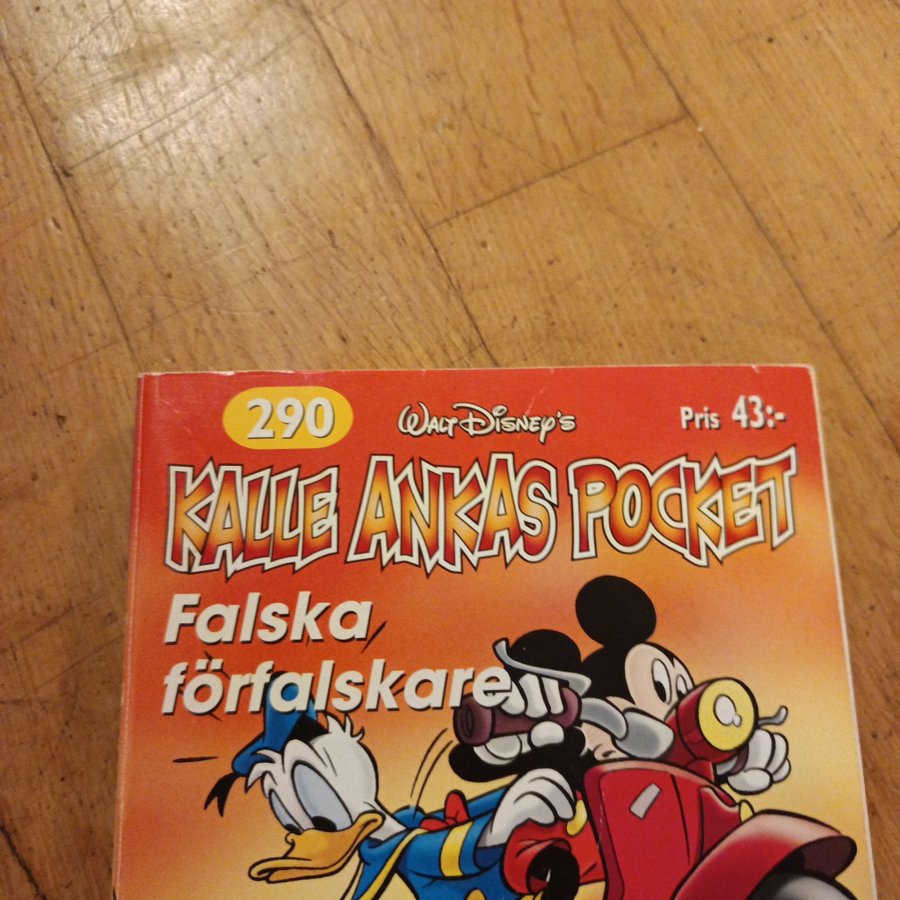 290
Walt Disney's
Pris 43:-
KALLE ANKAS POCKET
Falska
förfalskare